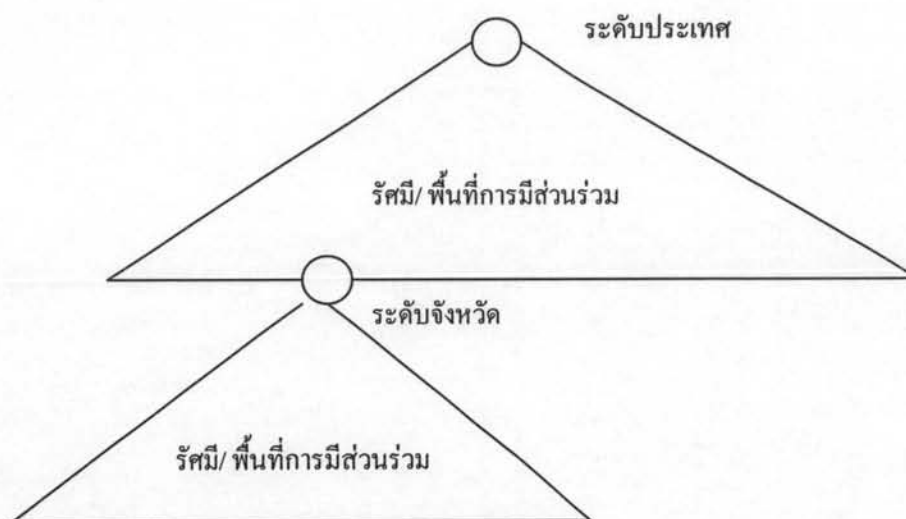 ระดับประเทศ
รัศมี/ พื้นที่การมีส่วนร่วม
ระดับจังหวัด
รัศมี/ พื้นที่การมีส่วนร่วม